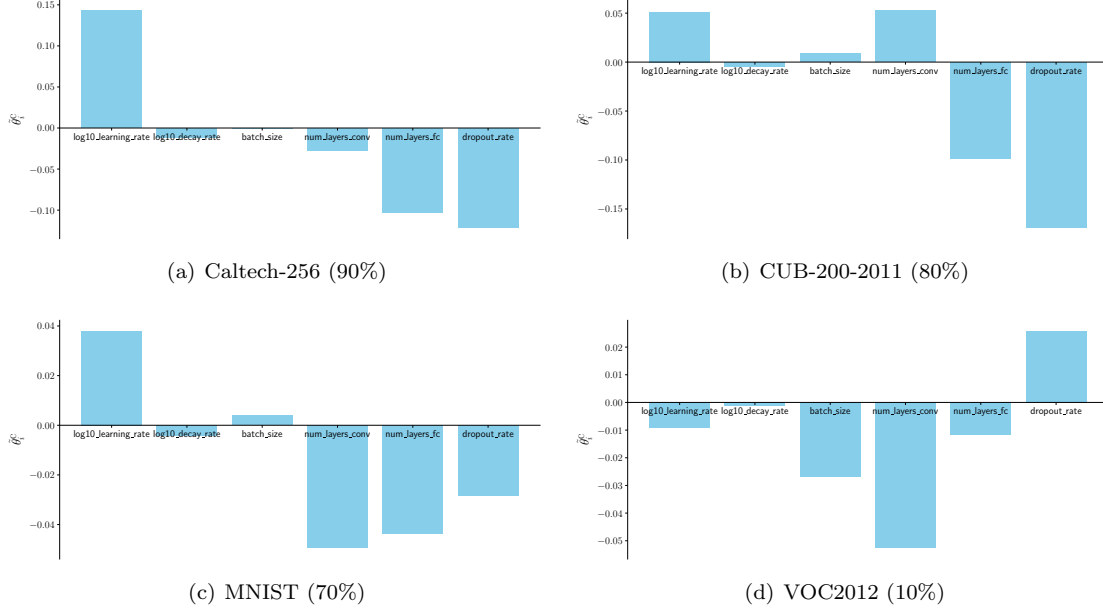 0.15
0.10
0.05
0.00
−0.05
−0.10
θ̃ᵢᶜ
log10_learning_rate log10_decay_rate batch_size num_layers_conv num_layers_fc dropout_rate
(a) Caltech-256 (90%)
0.05
0.00
−0.05
−0.10
−0.15
θ̃ᵢᶜ
log10_learning_rate log10_decay_rate batch_size num_layers_conv num_layers_fc dropout_rate
(b) CUB-200-2011 (80%)
0.04
0.02
0.00
−0.02
−0.04
θ̃ᵢᶜ
log10_learning_rate log10_decay_rate batch_size num_layers_conv num_layers_fc dropout_rate
(c) MNIST (70%)
0.02
0.01
0.00
−0.01
−0.02
−0.03
−0.04
−0.05
θ̃ᵢᶜ
log10_learning_rate log10_decay_rate batch_size num_layers_conv num_layers_fc dropout_rate
(d) VOC2012 (10%)